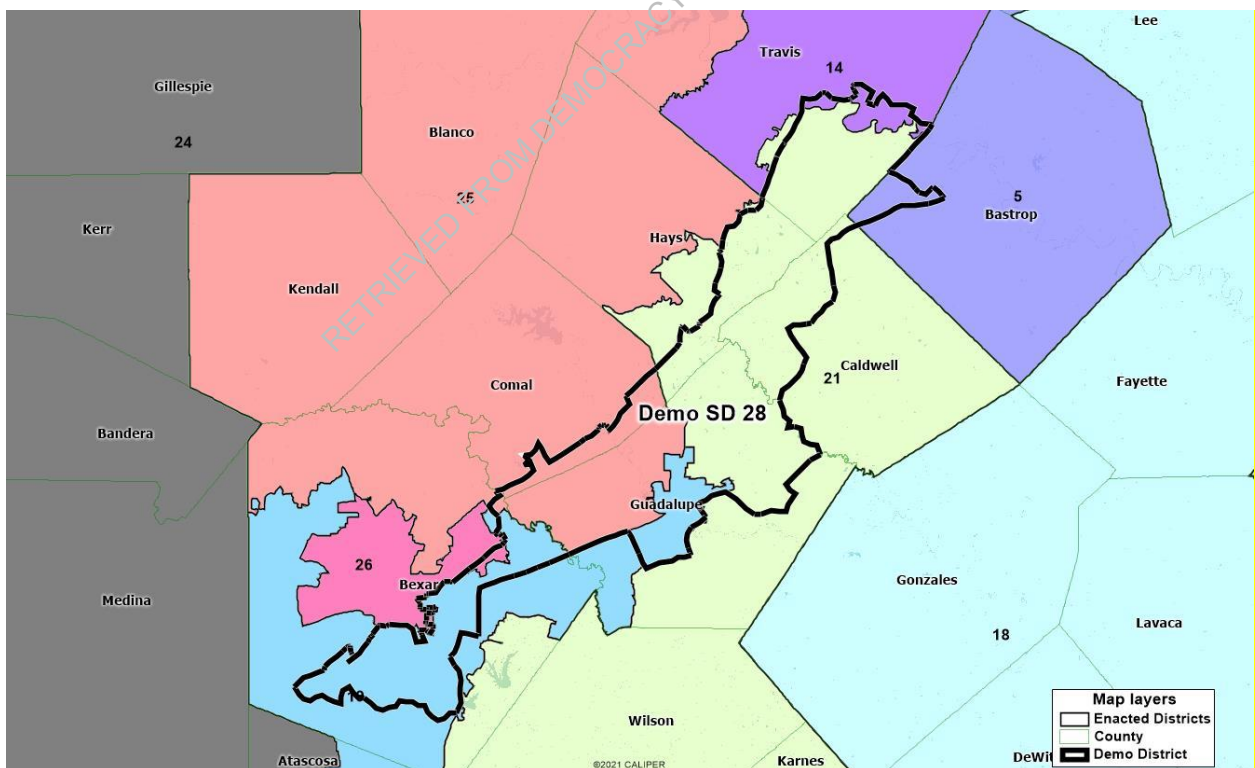 Lee
Travis
14
Gillespie
24
Blanco
RETRIEVED FROM DEMOCRACY
25
5
Bastrop
Kerr
Hays
Kendall
Caldwell
21
Fayette
Comal
Demo SD 28
Bandera
Guadalupe
26
Bexar
Gonzales
Medina
18
Lavaca
19
Map layers
Enacted Districts
County
Demo District
Wilson
Atascosa
©2021 CALIPER
Karnes
DeWit